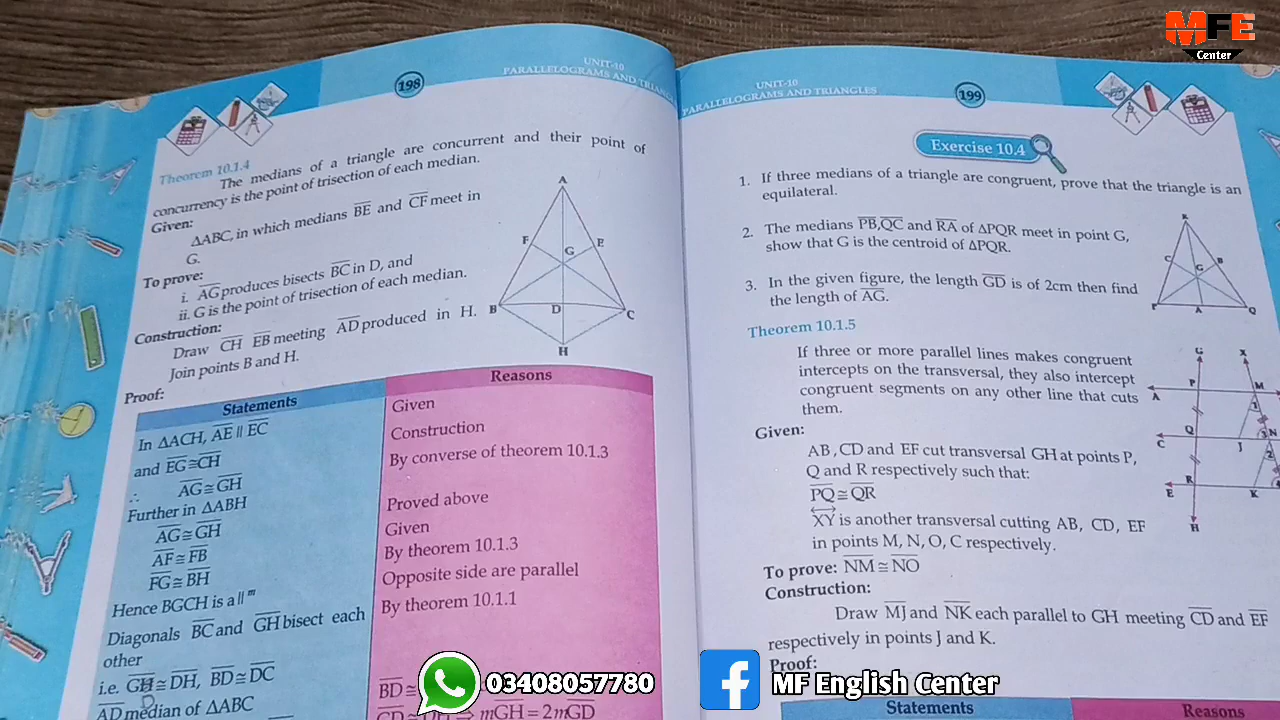 MFE
Center
198
UNIT-10
PARALLELOGRAMS AND TRIANGLES
Theorem 10.1.4
The medians of a triangle are concurrent and their point of
concurrency is the point of trisection of each median.
Given:
ΔABC, in which medians BE and CF meet in
G.
To prove:
i. AG produces bisects BC in D, and
ii. G is the point of trisection of each median.
Construction:
Draw CH EB meeting AD produced in H.
Join points B and H.
A
F
E
G
B
D
C
H
Proof:
Statements
Reasons
In ΔACH, AE || EC
Given
and EG ≅ CH
Construction
∴ AG ≅ GH
By converse of theorem 10.1.3
Further in ΔABH
AG ≅ GH
Proved above
AF ≅ FB
Given
FG ≅ BH
By theorem 10.1.3
Hence BGCH is a ||m
Opposite side are parallel
Diagonals BC and GH bisect each
By theorem 10.1.1
other
i.e. GH ≅ DH, BD ≅ DC
BD ≅
AD median of ΔABC
mGH = 2mGD
UNIT-10
PARALLELOGRAMS AND TRIANGLES
199
Exercise 10.4
1. If three medians of a triangle are congruent, prove that the triangle is an
equilateral.
2. The medians PB, QC and RA of ΔPQR meet in point G,
show that G is the centroid of ΔPQR.
3. In the given figure, the length GD is of 2cm then find
the length of AG.
R
C
B
G
P
A
Q
Theorem 10.1.5
If three or more parallel lines makes congruent
intercepts on the transversal, they also intercept
congruent segments on any other line that cuts
them.
Given:
AB, CD and EF cut transversal GH at points P,
Q and R respectively such that:
PQ ≅ QR
XY is another transversal cutting AB, CD, EF
in points M, N, O, C respectively.
To prove: NM ≅ NO
Construction:
Draw MJ and NK each parallel to GH meeting CD and EF
respectively in points J and K.
Proof:
Statements
Reasons
G
X
P
M
A
1
Q
3 N
C
J
2
R
E
K
H
03408057780
MF English Center